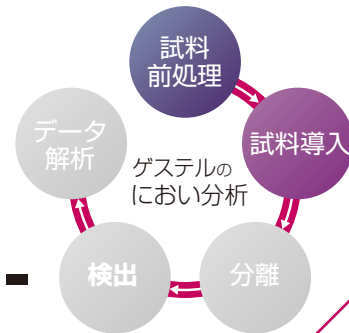 試料
前処理
試料導入
データ
解析
ゲステルの
におい分析
検出
分離